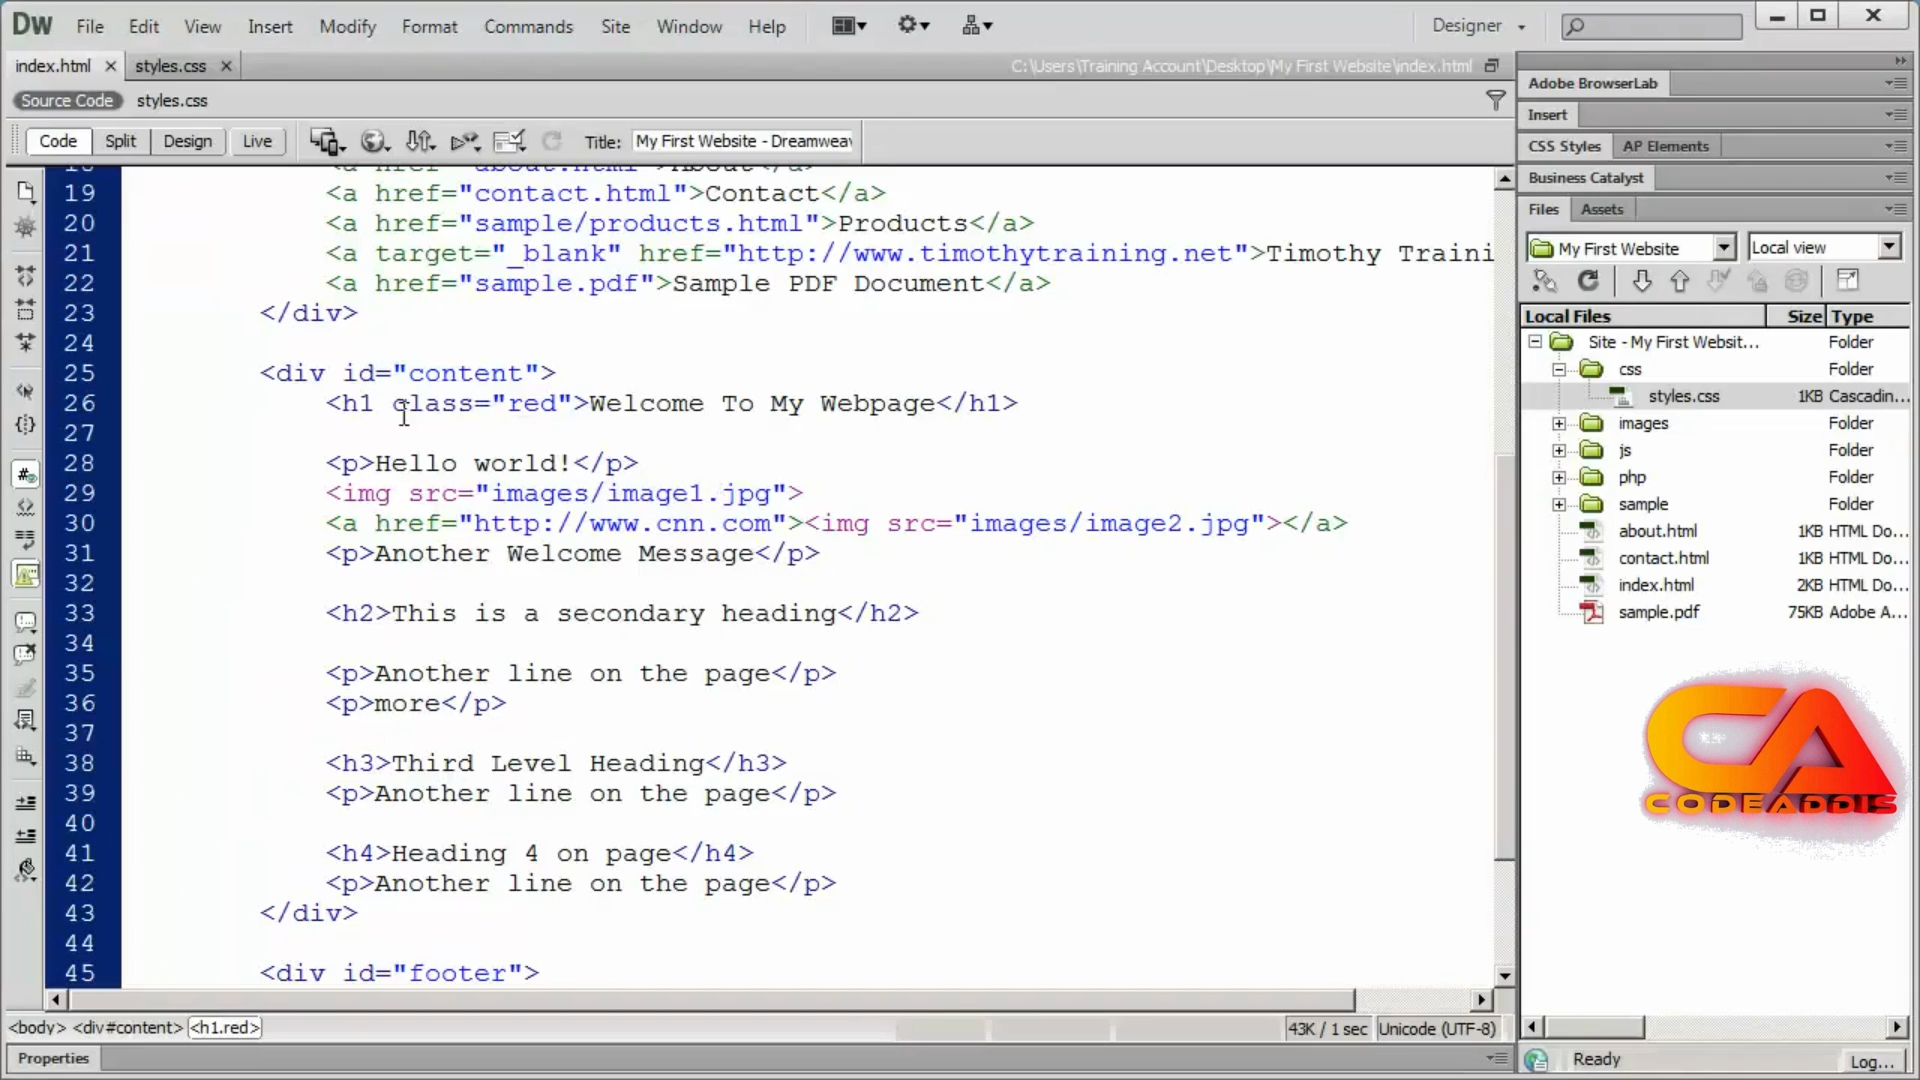 DW File Edit View Insert Modify Format Commands Site Window Help Designer
index.html styles.css C:\Users\Training Account\Desktop\My First Website\index.html
Source Code styles.css
Code Split Design Live Title: My First Website - Dreamweav
19 <a href="contact.html">Contact</a>
20 <a href="sample/products.html">Products</a>
21 <a target="_blank" href="http://www.timothytraining.net">Timothy Traini
22 <a href="sample.pdf">Sample PDF Document</a>
23 </div>
24
25 <div id="content">
26 <h1 class="red">Welcome To My Webpage</h1>
27
28 <p>Hello world!</p>
29 <img src="images/image1.jpg">
30 <a href="http://www.cnn.com"><img src="images/image2.jpg"></a>
31 <p>Another Welcome Message</p>
32
33 <h2>This is a secondary heading</h2>
34
35 <p>Another line on the page</p>
36 <p>more</p>
37
38 <h3>Third Level Heading</h3>
39 <p>Another line on the page</p>
40
41 <h4>Heading 4 on page</h4>
42 <p>Another line on the page</p>
43 </div>
44
45 <div id="footer">
<body> <div#content> <h1.red> 43K / 1 sec Unicode (UTF-8)
Properties
Adobe BrowserLab
Insert
CSS Styles AP Elements
Business Catalyst
Files Assets
My First Website Local view
Local Files Size Type
Site - My First Websit... Folder
css Folder
styles.css 1KB Cascadin...
images Folder
js Folder
php Folder
sample Folder
about.html 1KB HTML Do...
contact.html 1KB HTML Do...
index.html 2KB HTML Do...
sample.pdf 75KB Adobe A...
CA
CODEADDIS
Ready Log...